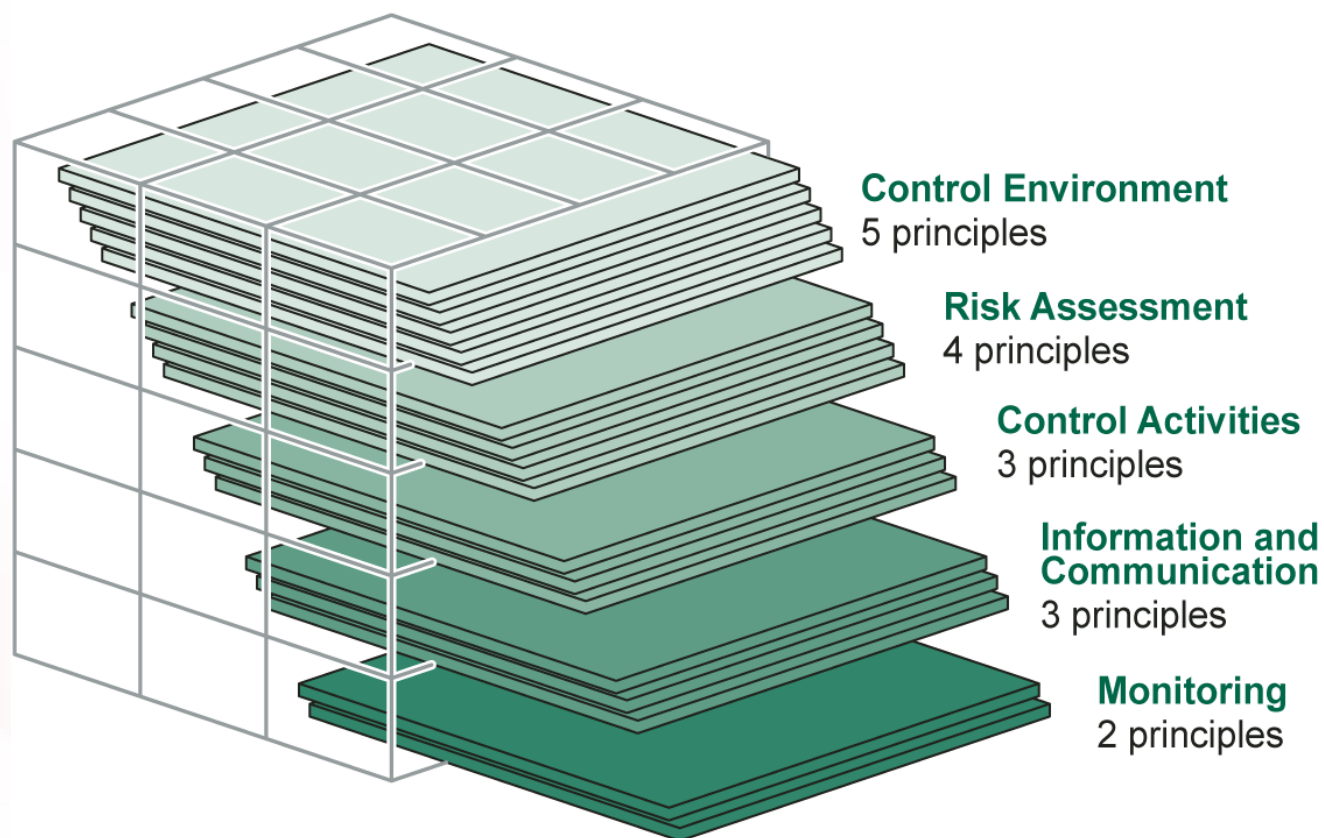 Control Environment
5 principles
Risk Assessment
4 principles
Control Activities
3 principles
Information and
Communication
3 principles
Monitoring
2 principles